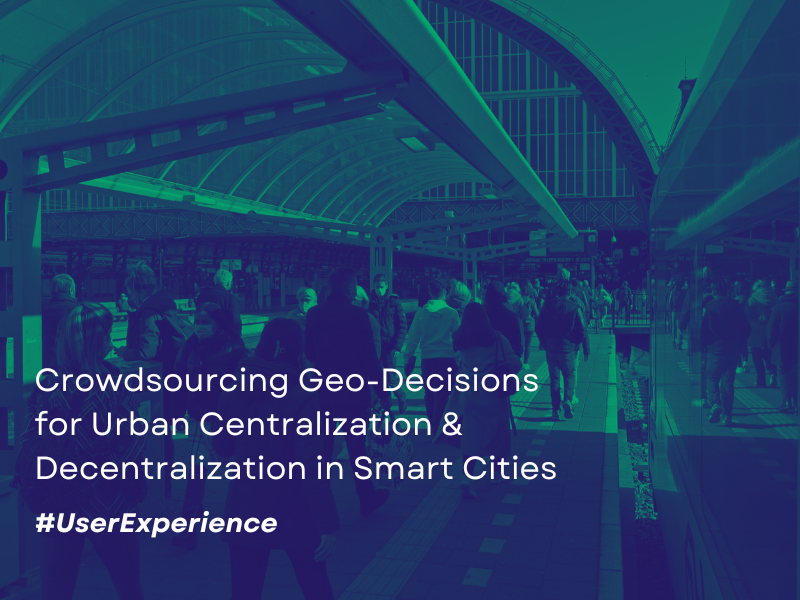 Crowdsourcing Geo-Decisions
for Urban Centralization &
Decentralization in Smart Cities
#UserExperience